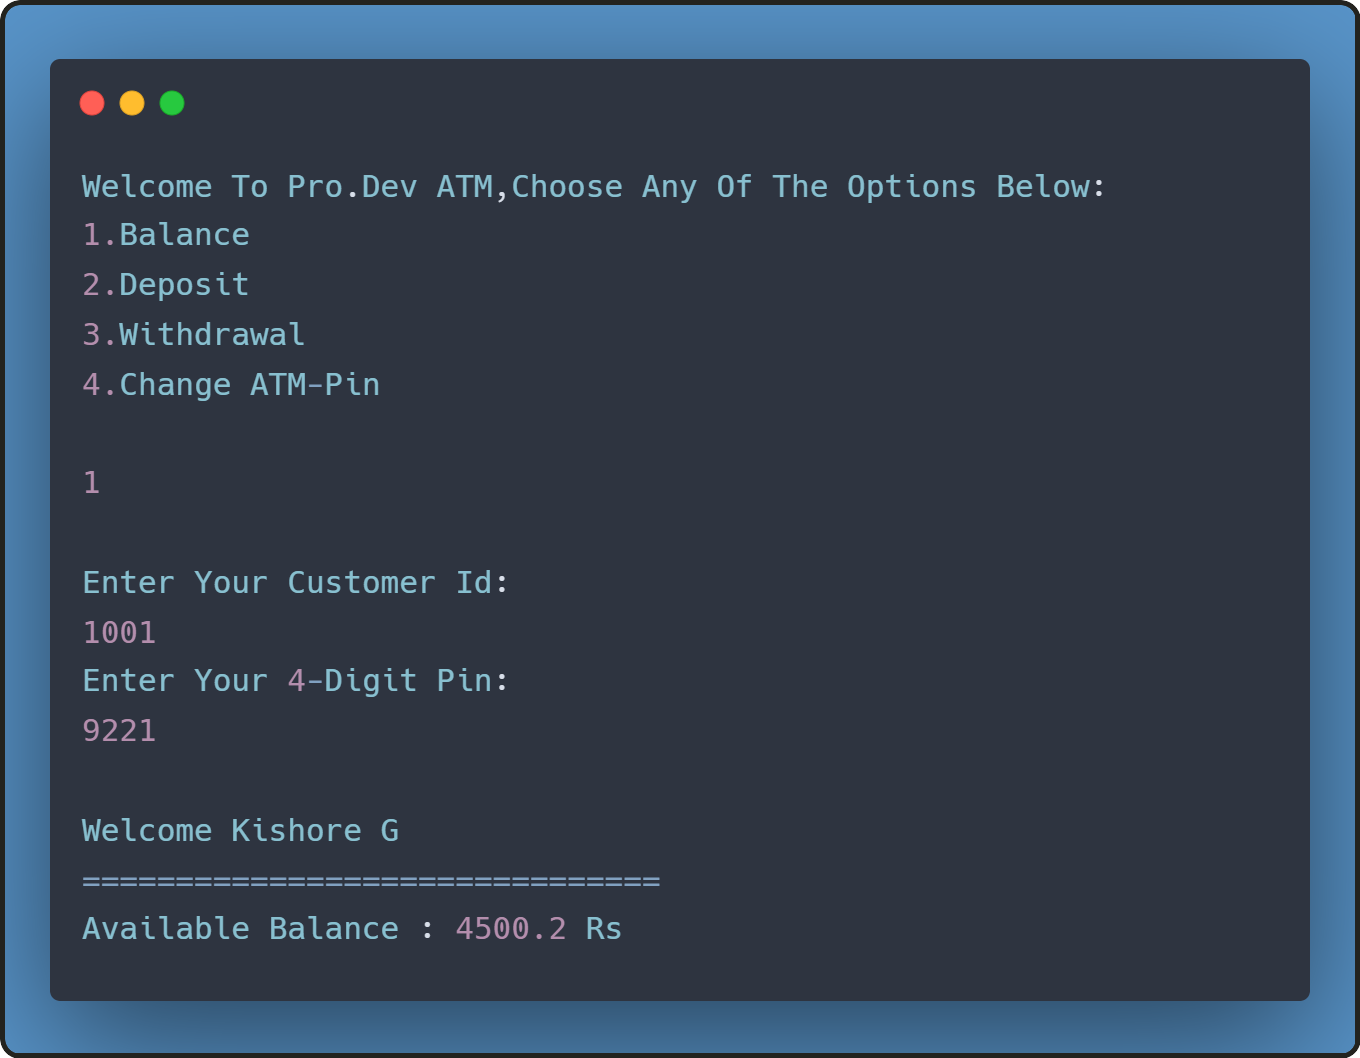 Welcome To Pro.Dev ATM,Choose Any Of The Options Below:
1.Balance
2.Deposit
3.Withdrawal
4.Change ATM-Pin
1
Enter Your Customer Id:
1001
Enter Your 4-Digit Pin:
9221
Welcome Kishore G
===============================
Available Balance : 4500.2 Rs